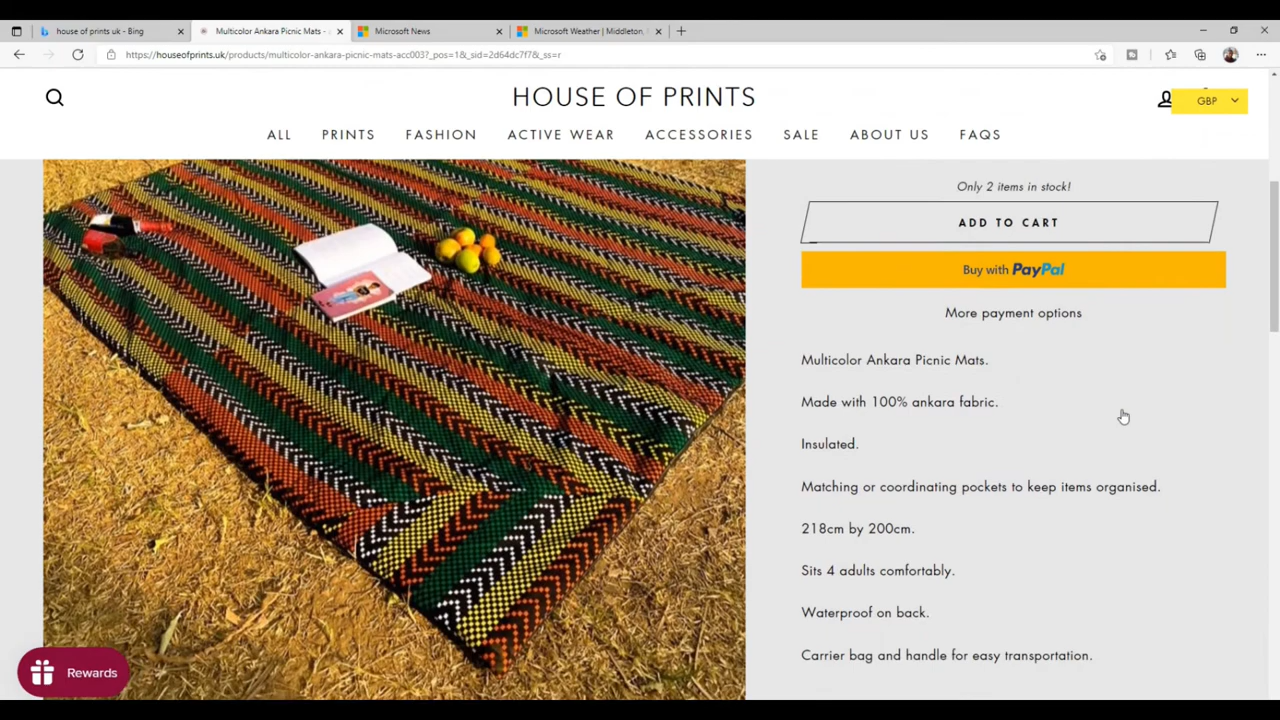 house of prints uk - Bing
Multicolor Ankara Picnic Mats -
Microsoft News
Microsoft Weather | Middleton,
https://houseofprints.uk/products/multicolor-ankara-picnic-mats-acc003?_pos=1&_sid=2d64dc7f7&_ss=r
HOUSE OF PRINTS
GBP
ALL PRINTS FASHION ACTIVE WEAR ACCESSORIES SALE ABOUT US FAQS
Only 2 items in stock!
ADD TO CART
Buy with PayPal
More payment options
Multicolor Ankara Picnic Mats.
Made with 100% ankara fabric.
Insulated.
Matching or coordinating pockets to keep items organised.
218cm by 200cm.
Sits 4 adults comfortably.
Waterproof on back.
Carrier bag and handle for easy transportation.
Rewards